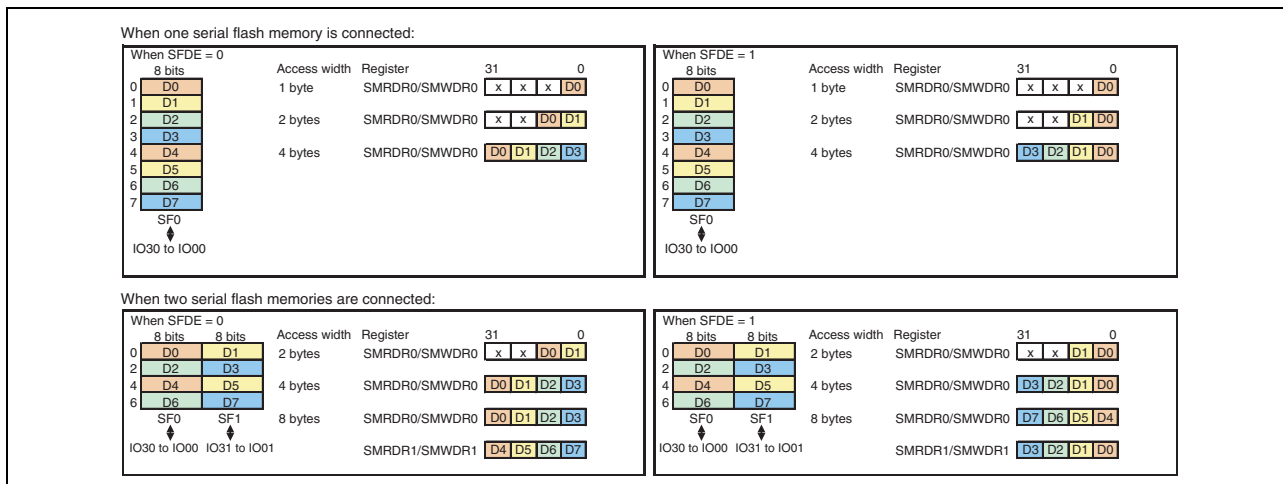 When one serial flash memory is connected:
When SFDE = 0
8 bits Access width Register 31 0
0 D0 1 byte SMRDR0/SMWDR0 x x x D0
1 D1
2 D2 2 bytes SMRDR0/SMWDR0 x x D0 D1
3 D3
4 D4 4 bytes SMRDR0/SMWDR0 D0 D1 D2 D3
5 D5
6 D6
7 D7
SF0
IO30 to IO00
When SFDE = 1
8 bits Access width Register 31 0
0 D0 1 byte SMRDR0/SMWDR0 x x x D0
1 D1
2 D2 2 bytes SMRDR0/SMWDR0 x x D1 D0
3 D3
4 D4 4 bytes SMRDR0/SMWDR0 D3 D2 D1 D0
5 D5
6 D6
7 D7
SF0
IO30 to IO00
When two serial flash memories are connected:
When SFDE = 0
8 bits 8 bits Access width Register 31 0
0 D0 D1 2 bytes SMRDR0/SMWDR0 x x D0 D1
2 D2 D3
4 D4 D5 4 bytes SMRDR0/SMWDR0 D0 D1 D2 D3
6 D6 D7
SF0 SF1 8 bytes SMRDR0/SMWDR0 D0 D1 D2 D3
IO30 to IO00 IO31 to IO01 SMRDR1/SMWDR1 D4 D5 D6 D7
When SFDE = 1
8 bits 8 bits Access width Register 31 0
0 D0 D1 2 bytes SMRDR0/SMWDR0 x x D1 D0
2 D2 D3
4 D4 D5 4 bytes SMRDR0/SMWDR0 D3 D2 D1 D0
6 D6 D7
SF0 SF1 8 bytes SMRDR0/SMWDR0 D7 D6 D5 D4
IO30 to IO00 IO31 to IO01 SMRDR1/SMWDR1 D3 D2 D1 D0